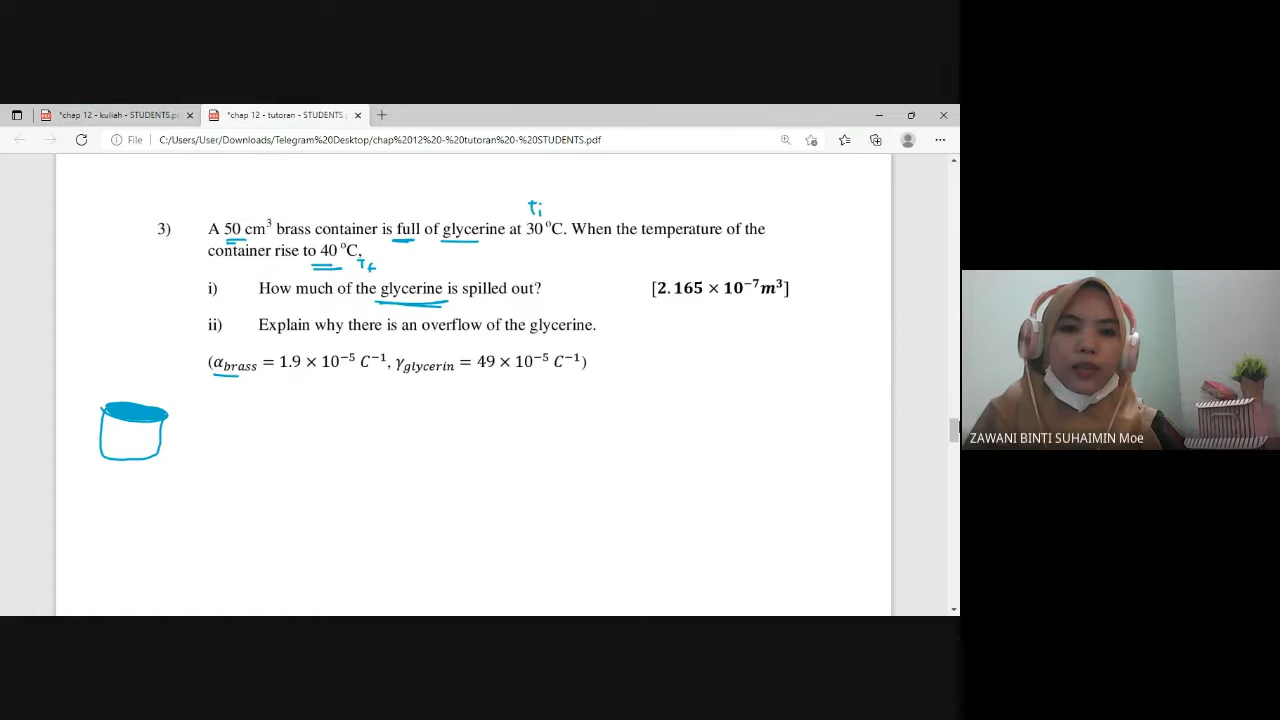 *chap 12 - kuliah - STUDENTS.pd
*chap 12 - tutoran - STUDENTS.p
File
C:/Users/User/Downloads/Telegram%20Desktop/chap%2012%20-%20tutoran%20-%20STUDENTS.pdf
Ti
3) A 50 cm³ brass container is full of glycerine at 30 °C. When the temperature of the
container rise to 40 °C,
Tf
i) How much of the glycerine is spilled out? [2.165 × 10⁻⁷m³]
ii) Explain why there is an overflow of the glycerine.
(α_brass = 1.9 × 10⁻⁵ C⁻¹, γ_glycerin = 49 × 10⁻⁵ C⁻¹)
ZAWANI BINTI SUHAIMIN Moe